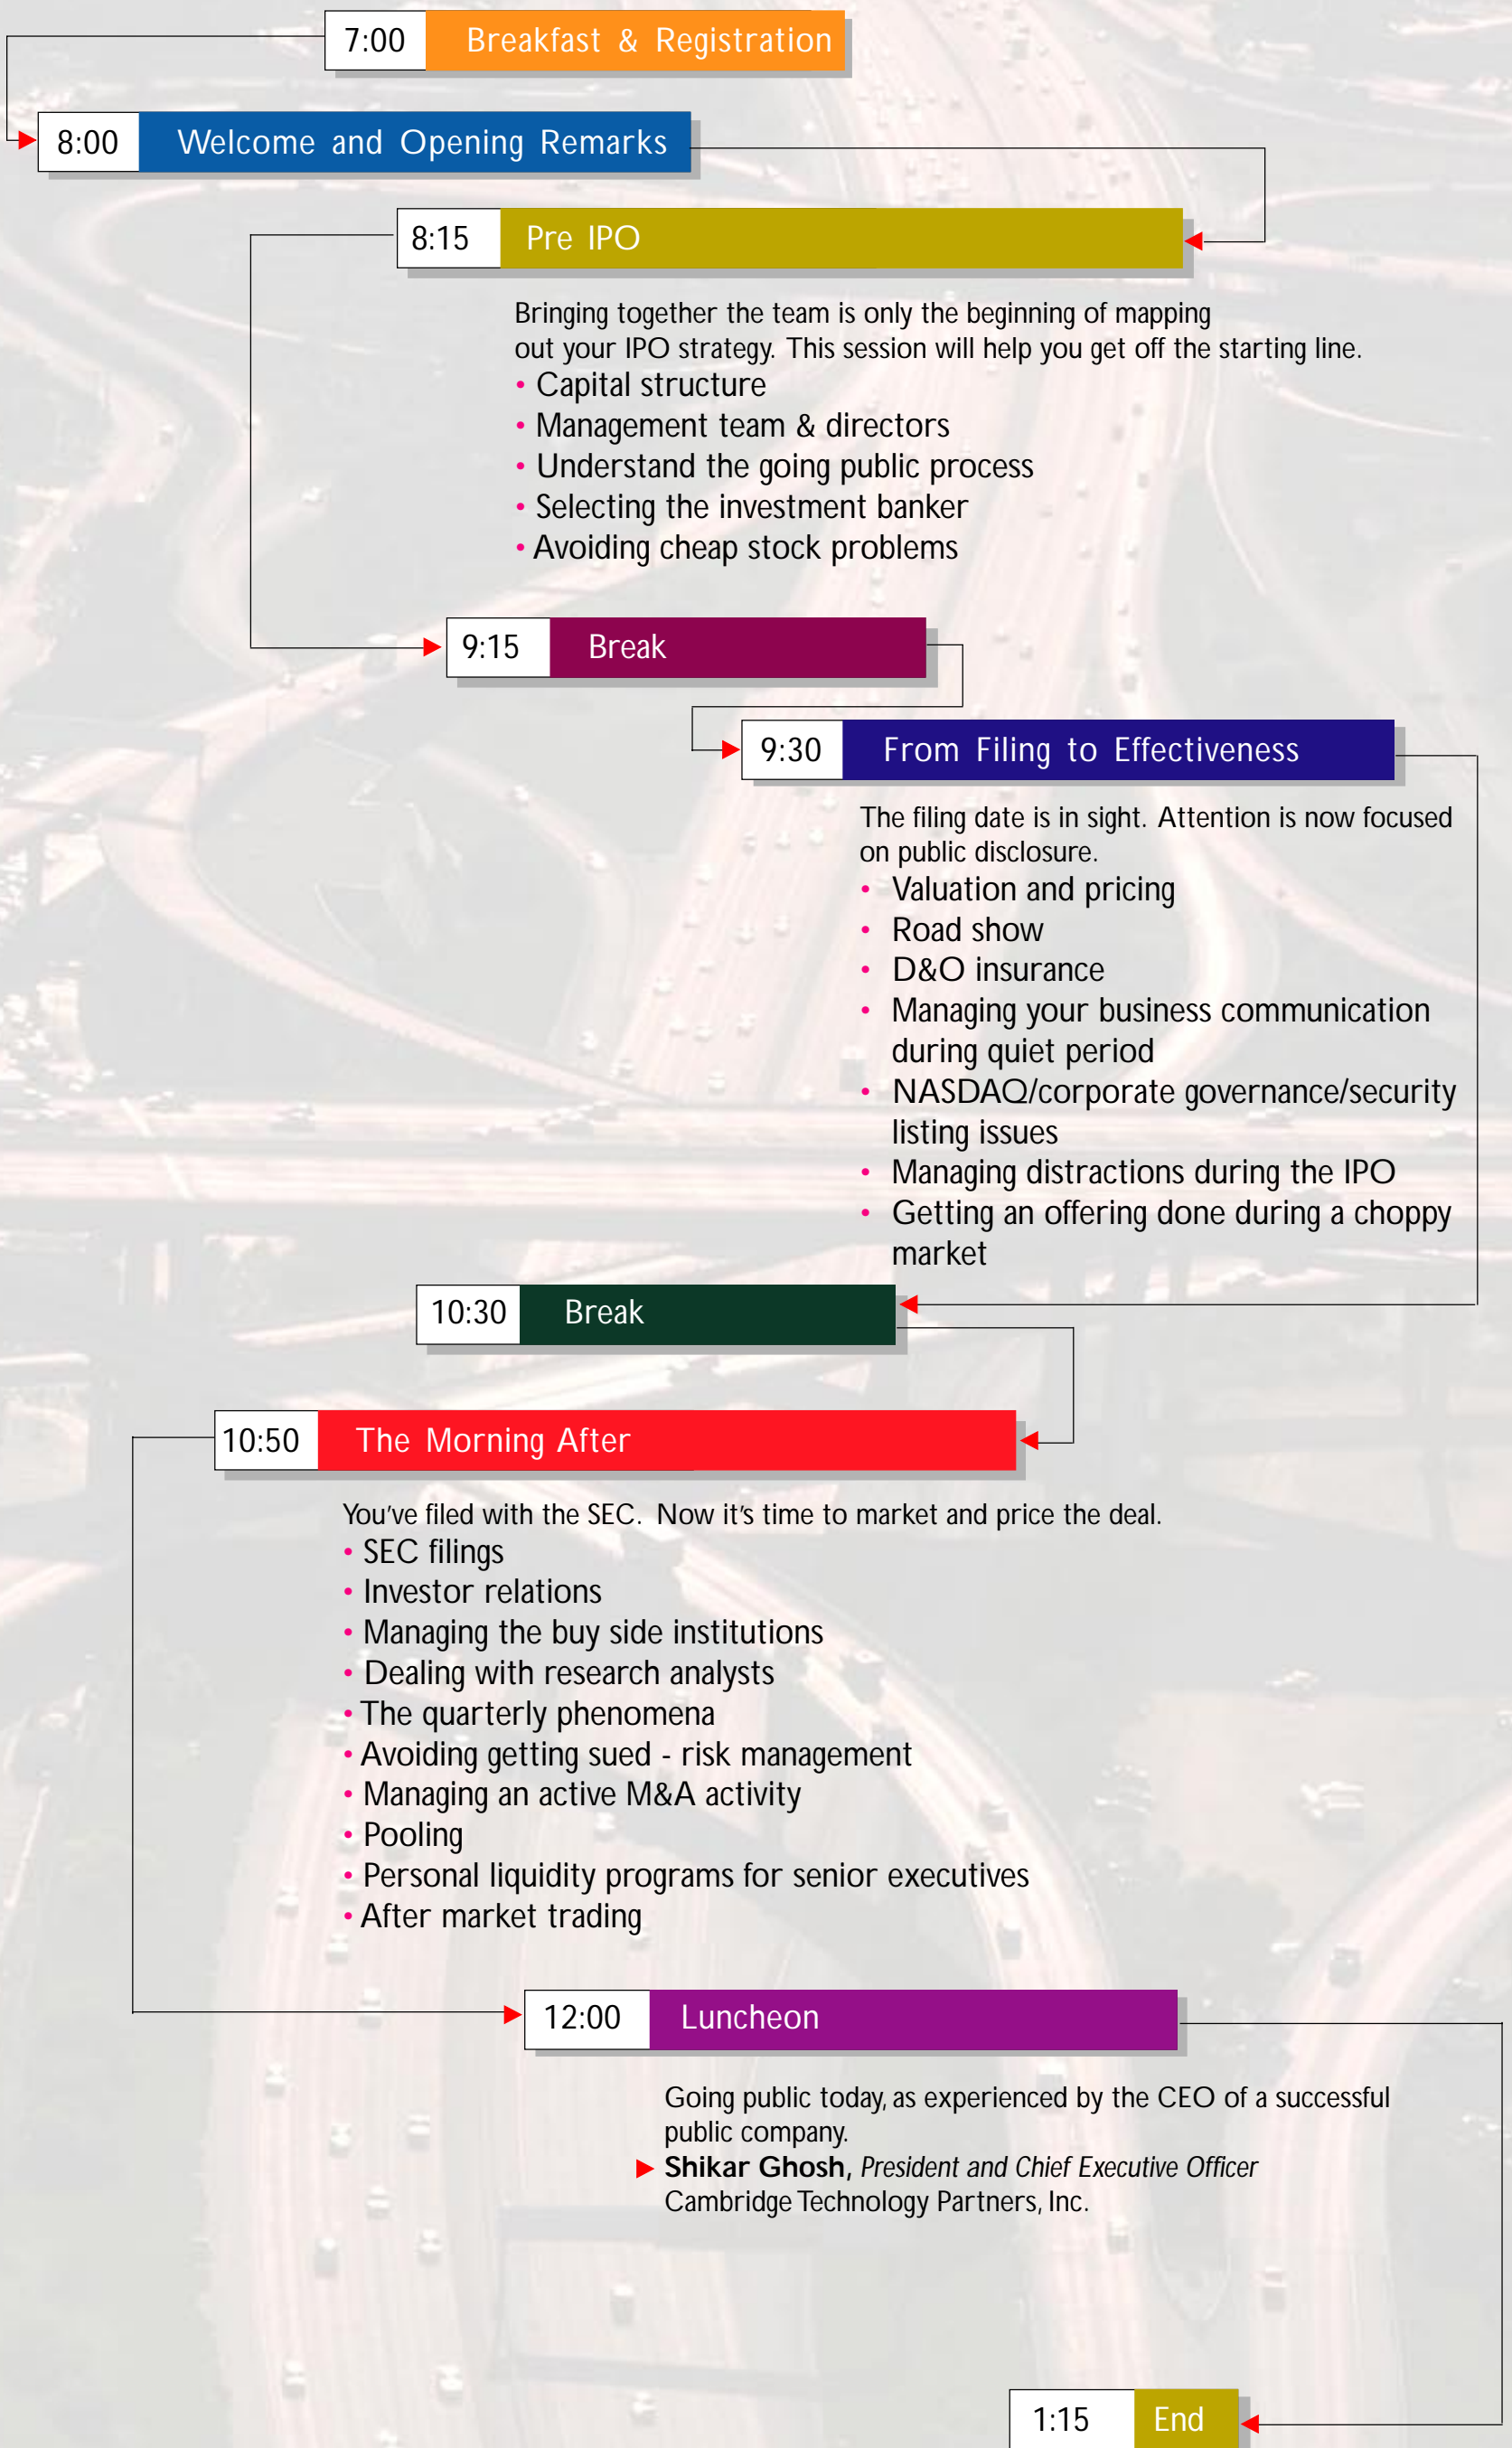 7:00 Breakfast & Registration
8:00 Welcome and Opening Remarks
8:15 Pre IPO
Bringing together the team is only the beginning of mapping
out your IPO strategy. This session will help you get off the starting line.
• Capital structure
• Management team & directors
• Understand the going public process
• Selecting the investment banker
• Avoiding cheap stock problems
9:15 Break
9:30 From Filing to Effectiveness
The filing date is in sight. Attention is now focused
on public disclosure.
• Valuation and pricing
• Road show
• D&O insurance
• Managing your business communication
during quiet period
• NASDAQ/corporate governance/security
listing issues
• Managing distractions during the IPO
• Getting an offering done during a choppy
market
10:30 Break
10:50 The Morning After
You've filed with the SEC. Now it's time to market and price the deal.
• SEC filings
• Investor relations
• Managing the buy side institutions
• Dealing with research analysts
• The quarterly phenomena
• Avoiding getting sued - risk management
• Managing an active M&A activity
• Pooling
• Personal liquidity programs for senior executives
• After market trading
12:00 Luncheon
Going public today, as experienced by the CEO of a successful
public company.
Shikar Ghosh, President and Chief Executive Officer
Cambridge Technology Partners, Inc.
1:15 End